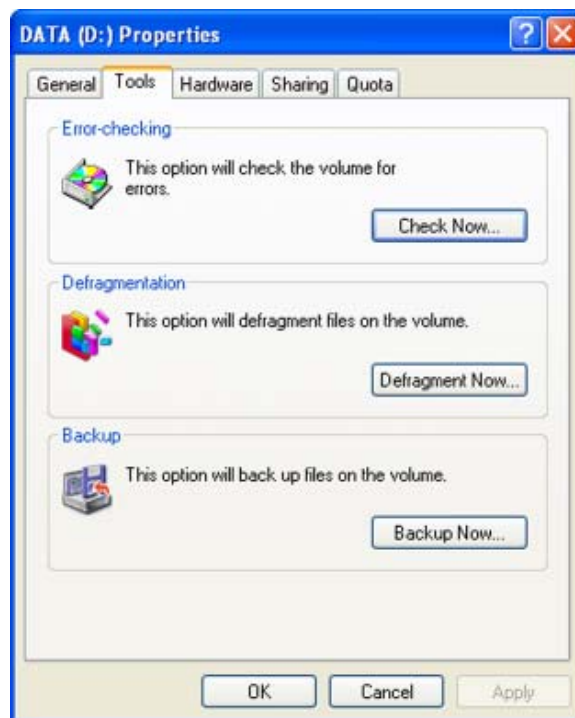 DATA (D:) Properties
General Tools Hardware Sharing Quota
Error-checking
This option will check the volume for
errors.
Check Now...
Defragmentation
This option will defragment files on the volume.
Defragment Now...
Backup
This option will back up files on the volume.
Backup Now...
OK Cancel Apply